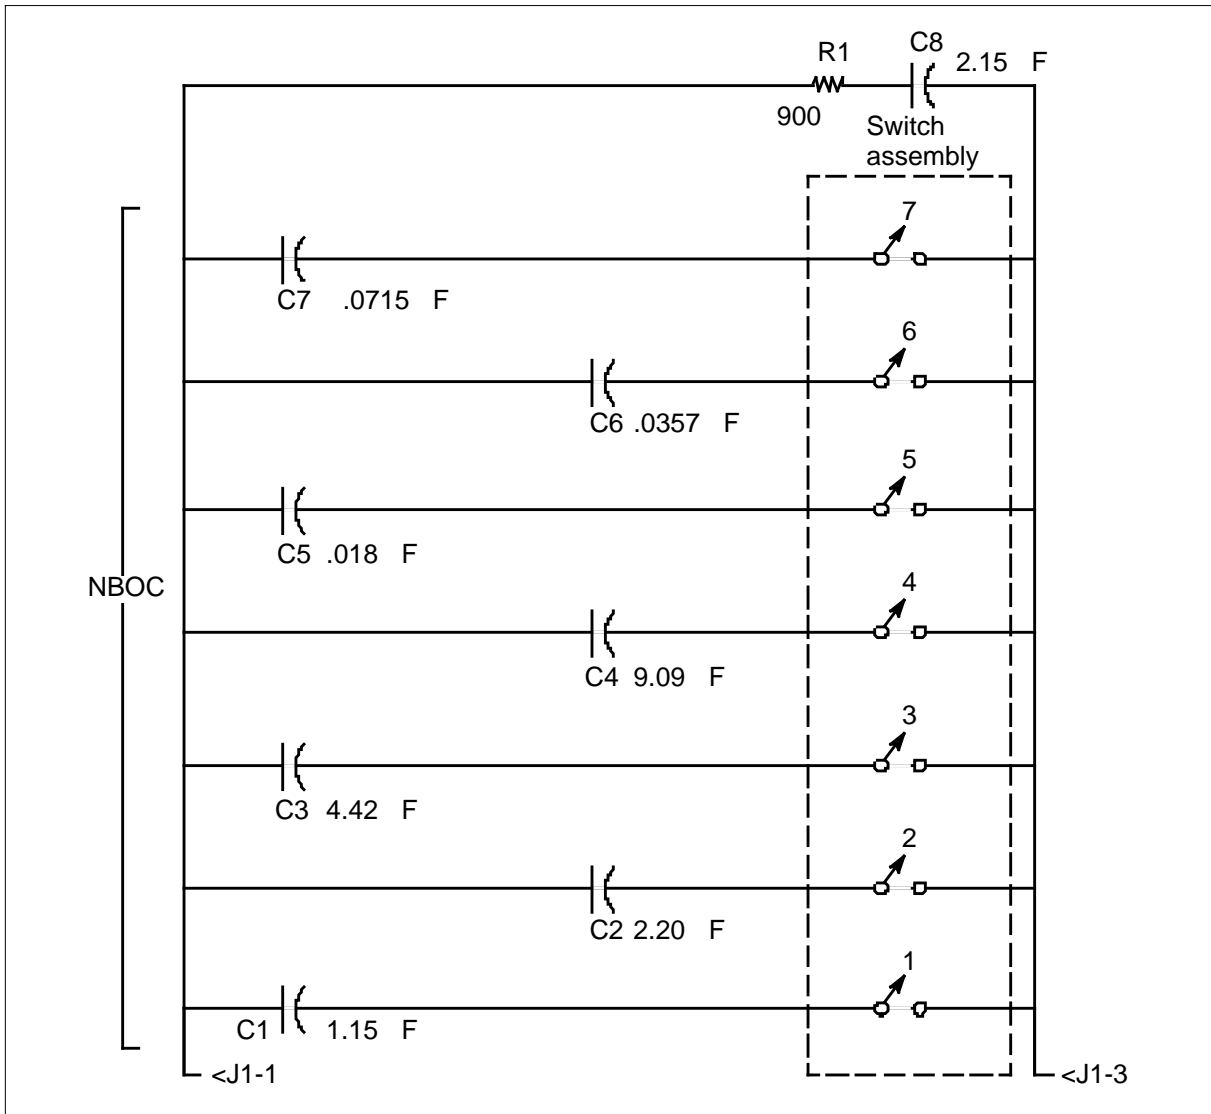 C8
R1
2.15 F
900
Switch
assembly
7
C7 .0715 F
6
C6 .0357 F
5
C5 .018 F
NBOC
4
C4 9.09 F
3
C3 4.42 F
2
C2 2.20 F
1
C1 1.15 F
<J1-1
<J1-3